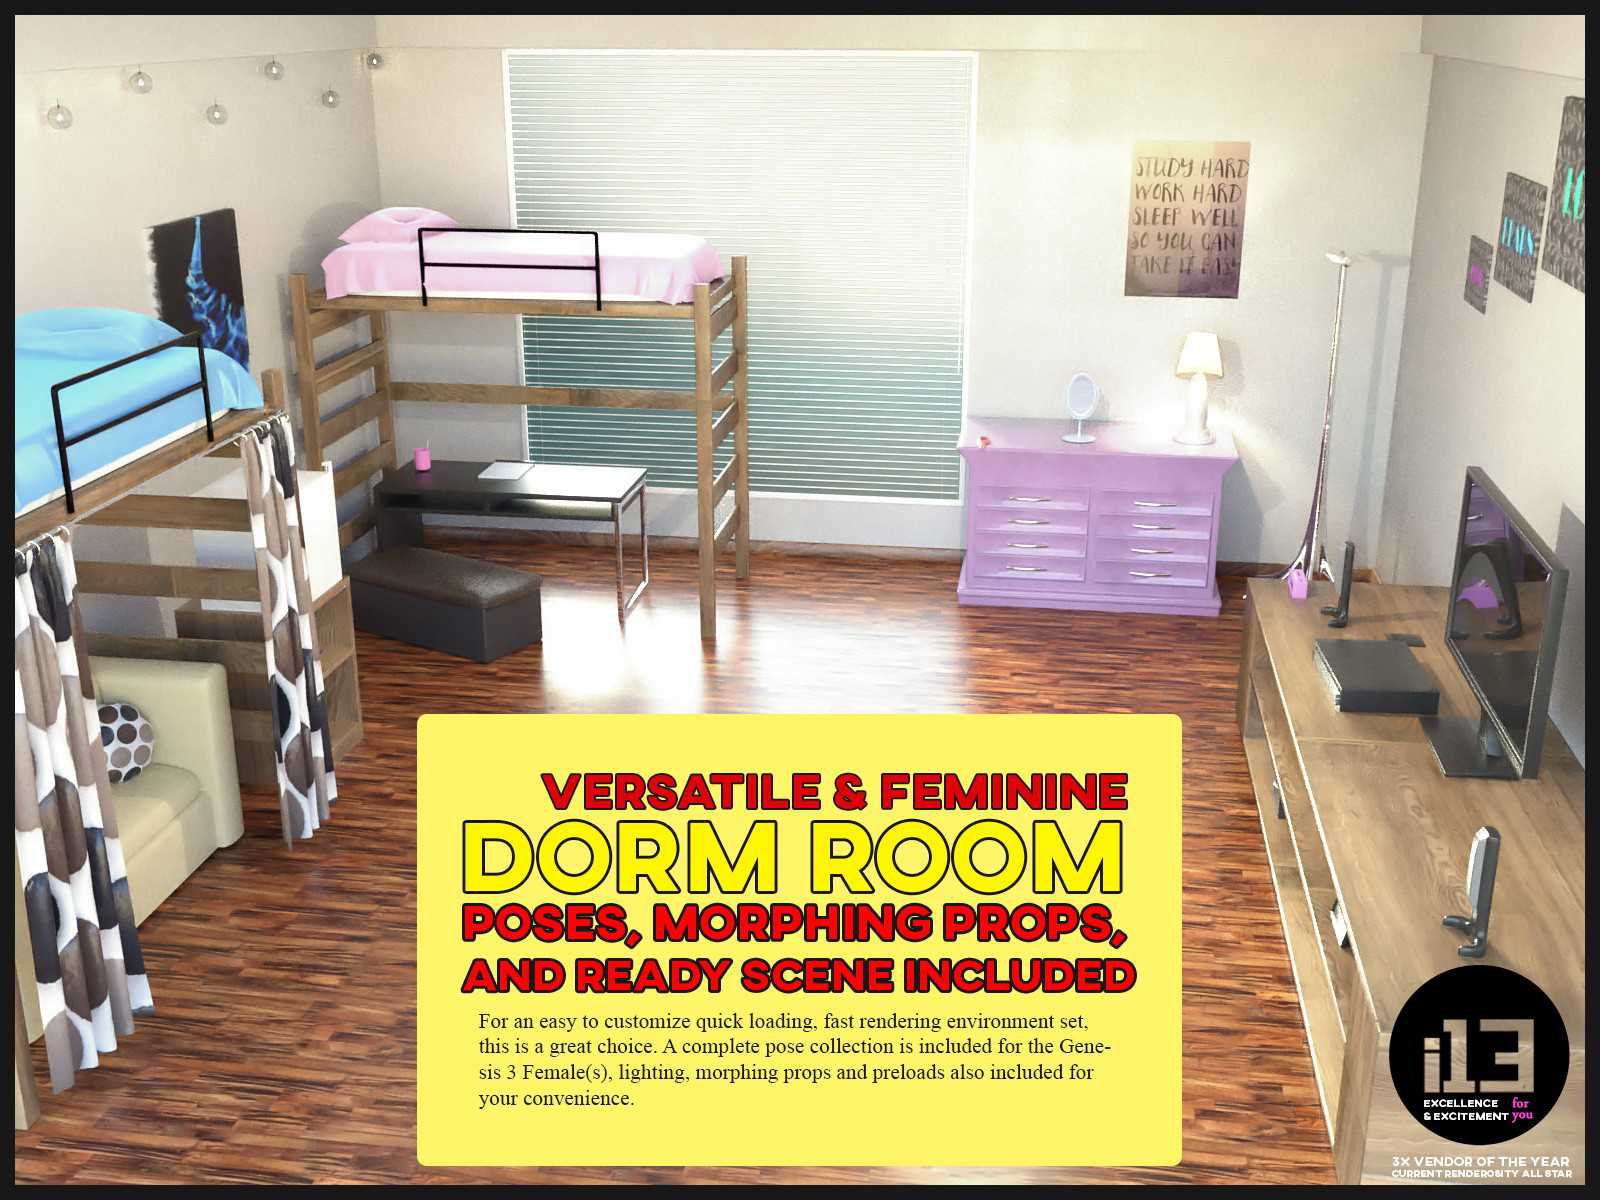 STUDY HARD
WORK HARD
SLEEP WELL
SO YOU CAN
TAKE IT EASY
VERSATILE & FEMININE
DORM ROOM
POSES, MORPHING PROPS,
AND READY SCENE INCLUDED
For an easy to customize quick loading, fast rendering environment set,
this is a great choice. A complete pose collection is included for the Gene-
sis 3 Female(s), lighting, morphing props and preloads also included for
your convenience.
i13
EXCELLENCE for
& EXCITEMENT you
3X VENDOR OF THE YEAR
CURRENT RENDEROSITY ALL STAR